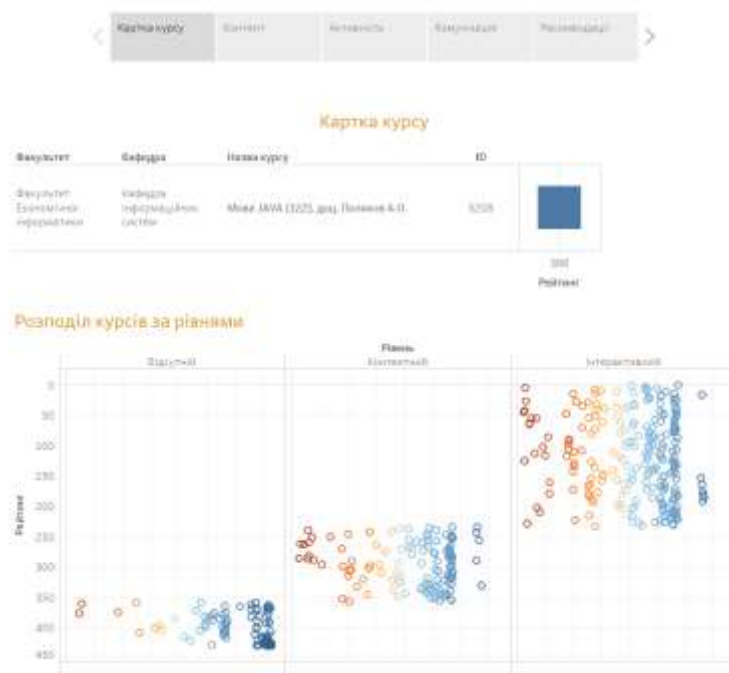 Картка курсу Контент Активність Комунікація Рекомендації
Картка курсу
Факультет Кафедра Назва курсу ID
Факультет Кафедра
Економічної інформаційних Мова JAVA доц.
інформатики систем
Рейтинг
Розподіл курсів за рівнями
Рівень
Відсутній Контентний Інтерактивний
0
50
100
150
200
250
300
350
400
450
Рейтинг